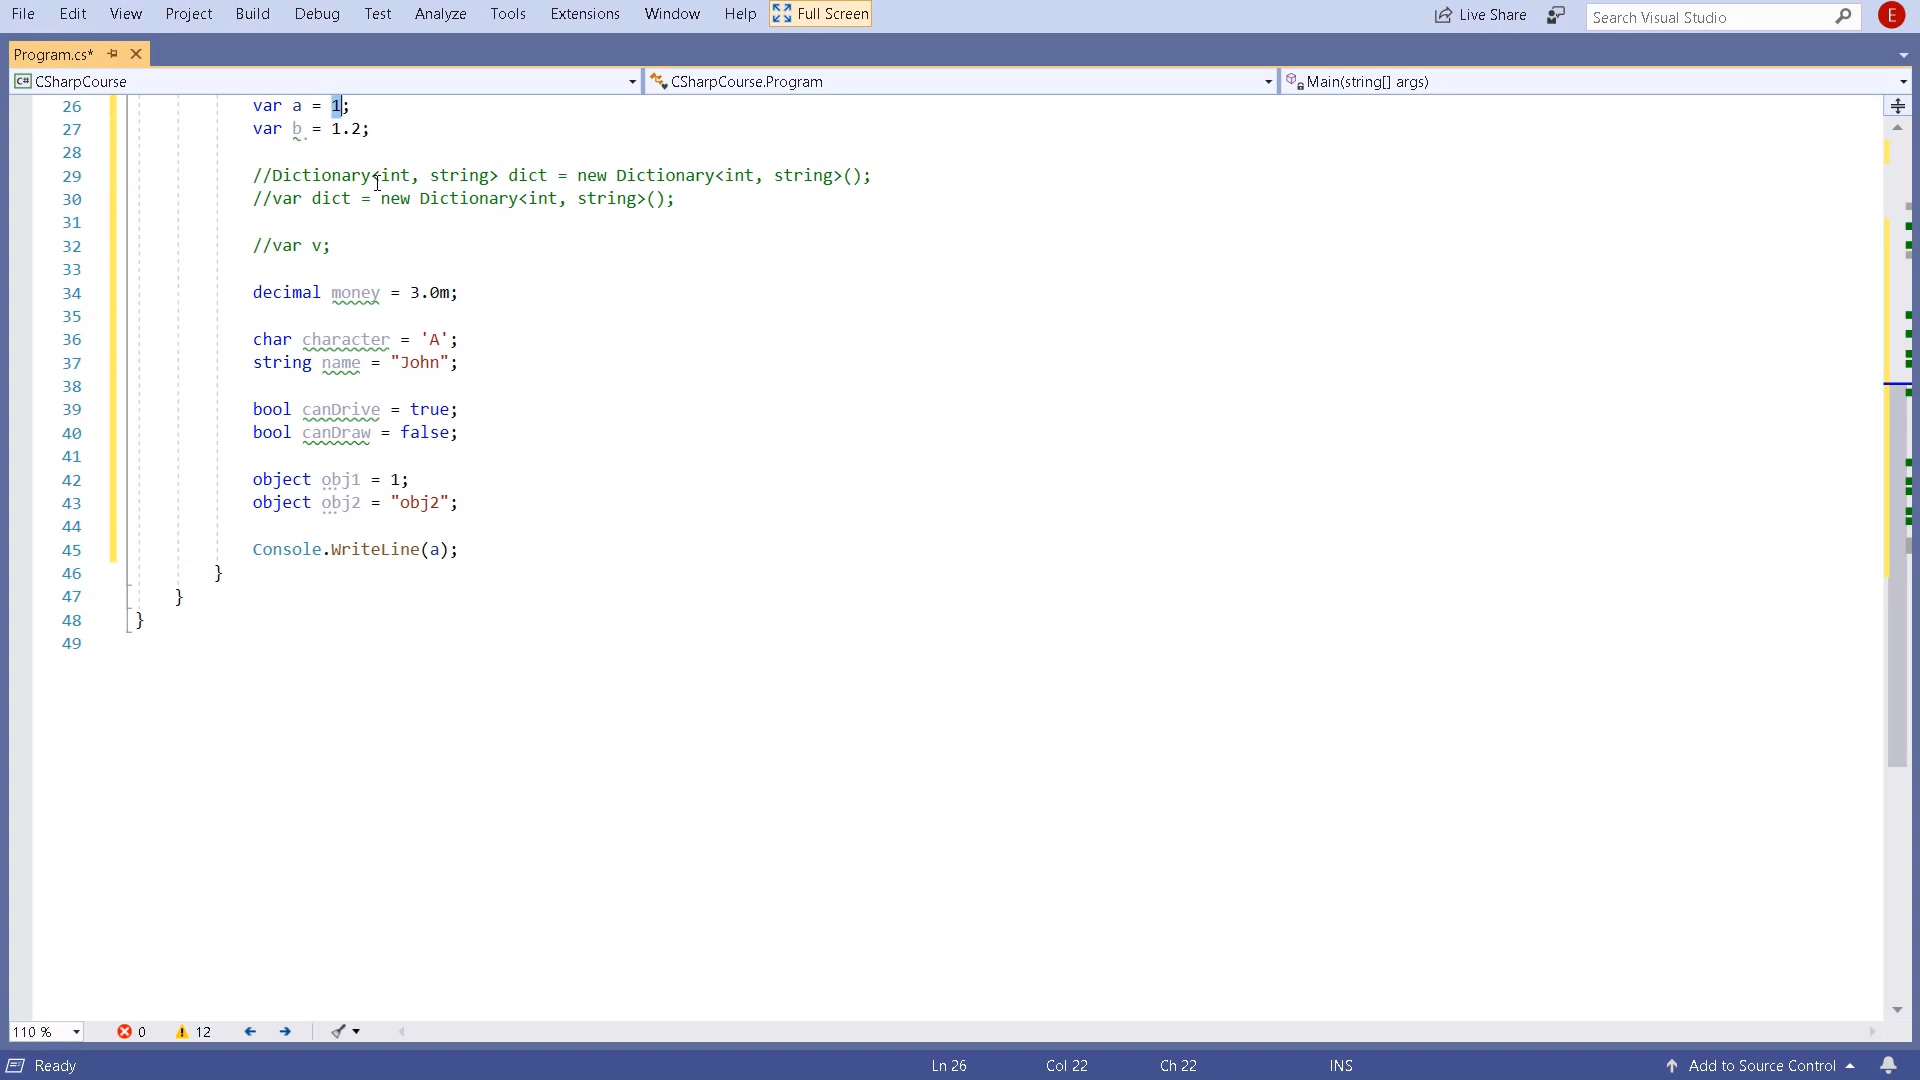 File Edit View Project Build Debug Test Analyze Tools Extensions Window Help Full Screen Live Share Search Visual Studio E
Program.cs*
C# CSharpCourse CSharpCourse.Program Main(string[] args)
26 var a = 1;
27 var b = 1.2;
28
29 //Dictionary<int, string> dict = new Dictionary<int, string>();
30 //var dict = new Dictionary<int, string>();
31
32 //var v;
33
34 decimal money = 3.0m;
35
36 char character = 'A';
37 string name = "John";
38
39 bool canDrive = true;
40 bool canDraw = false;
41
42 object obj1 = 1;
43 object obj2 = "obj2";
44
45 Console.WriteLine(a);
46 }
47 }
48 }
49
110 % 0 12
Ready Ln 26 Col 22 Ch 22 INS Add to Source Control